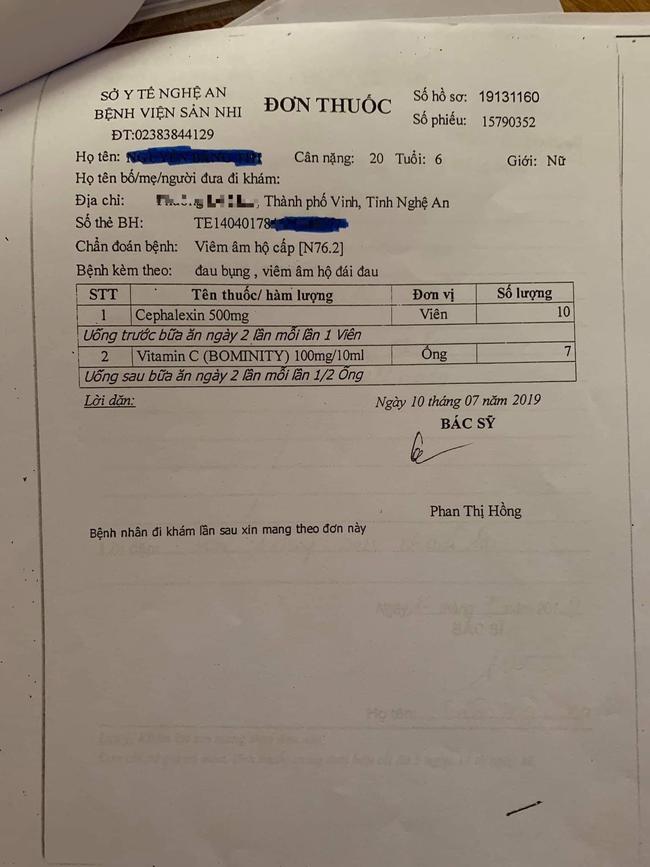 SỞ Y TẾ NGHỆ AN
BỆNH VIỆN SẢN NHI
ĐT:02383844129
ĐƠN THUỐC
Số hồ sơ: 19131160
Số phiếu: 15790352
Họ tên: Cân nặng: 20 Tuổi: 6 Giới: Nữ
Họ tên bố/mẹ/người đưa đi khám:
Địa chỉ: , Thành phố Vinh, Tỉnh Nghệ An
Số thẻ BH: TE14040178
Chẩn đoán bệnh: Viêm âm hộ cấp [N76.2]
Bệnh kèm theo: đau bụng , viêm âm hộ đái đau
STT Tên thuốc/ hàm lượng Đơn vị Số lượng
1 Cephalexin 500mg Viên 10
Uống trước bữa ăn ngày 2 lần mỗi lần 1 Viên
2 Vitamin C (BOMINITY) 100mg/10ml Ống 7
Uống sau bữa ăn ngày 2 lần mỗi lần 1/2 Ống
Lời dặn: Ngày 10 tháng 07 năm 2019
BÁC SỸ
Phan Thị Hồng
Bệnh nhân đi khám lần sau xin mang theo đơn này